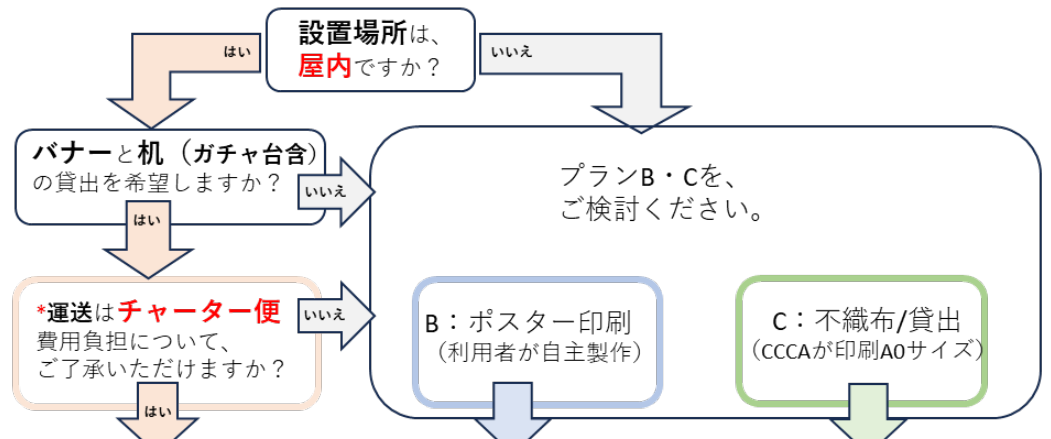 設置場所は、
屋内ですか？
はい
いいえ
バナーと机（ガチャ台含）
の貸出を希望しますか？
いいえ
はい
プランB・Cを、
ご検討ください。
*運送はチャーター便
費用負担について、
ご了承いただけますか？
いいえ
はい
B：ポスター印刷
（利用者が自主製作）
C：不織布/貸出
（CCCAが印刷A0サイズ）